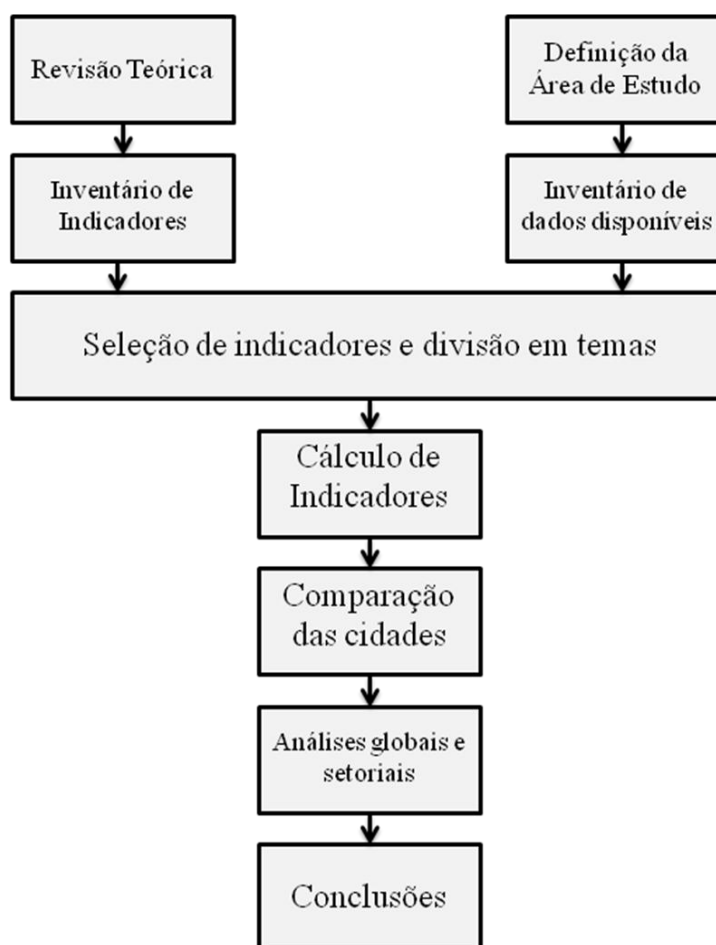 Revisão Teórica
Definição da
Área de Estudo
Inventário de
Indicadores
Inventário de
dados disponíveis
Seleção de indicadores e divisão em temas
Cálculo de
Indicadores
Comparação
das cidades
Análises globais e
setoriais
Conclusões